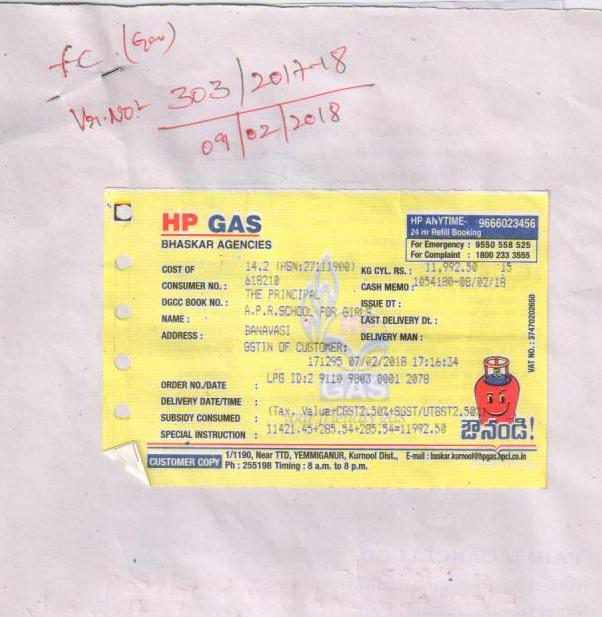 fc (Gas)
Vr.No:- 303/2017-18
09/02/2018
HP GAS
BHASKAR AGENCIES
HP ANYTIME- 9666023456
24 Hr Refill Booking
For Emergency : 9550 558 525
For Complaint : 1800 233 3555
COST OF 14.2 (HSN:27111900) KG CYL. RS.: 11,992.50 15
CONSUMER NO.: 618210 CASH MEMO: 1054180-08/02/18
DGCC BOOK NO.: THE PRINCIPAL ISSUE DT :
NAME : A.P.R.SCHOOL FOR GIRLS LAST DELIVERY Dt. :
ADDRESS : BANAVASI DELIVERY MAN :
GSTIN OF CUSTOMER:
171295 07/02/2018 17:16:34
ORDER NO./DATE : LPG ID:2 9110 9803 0001 2078
DELIVERY DATE/TIME :
SUBSIDY CONSUMED : (Tax. Value+CGST2.50%+SGST/UTGST2.50%)
SPECIAL INSTRUCTION : 11421.45+285.54+285.54=11992.50
HP
GAS
VAT NO.: 37470202650
ఔనండి!
CUSTOMER COPY 1/1190, Near TTD, YEMMIGANUR, Kurnool Dist., E-mail : baskar.kurnool@hpgas.hpcl.co.in
Ph : 255198 Timing : 8 a.m. to 8 p.m.